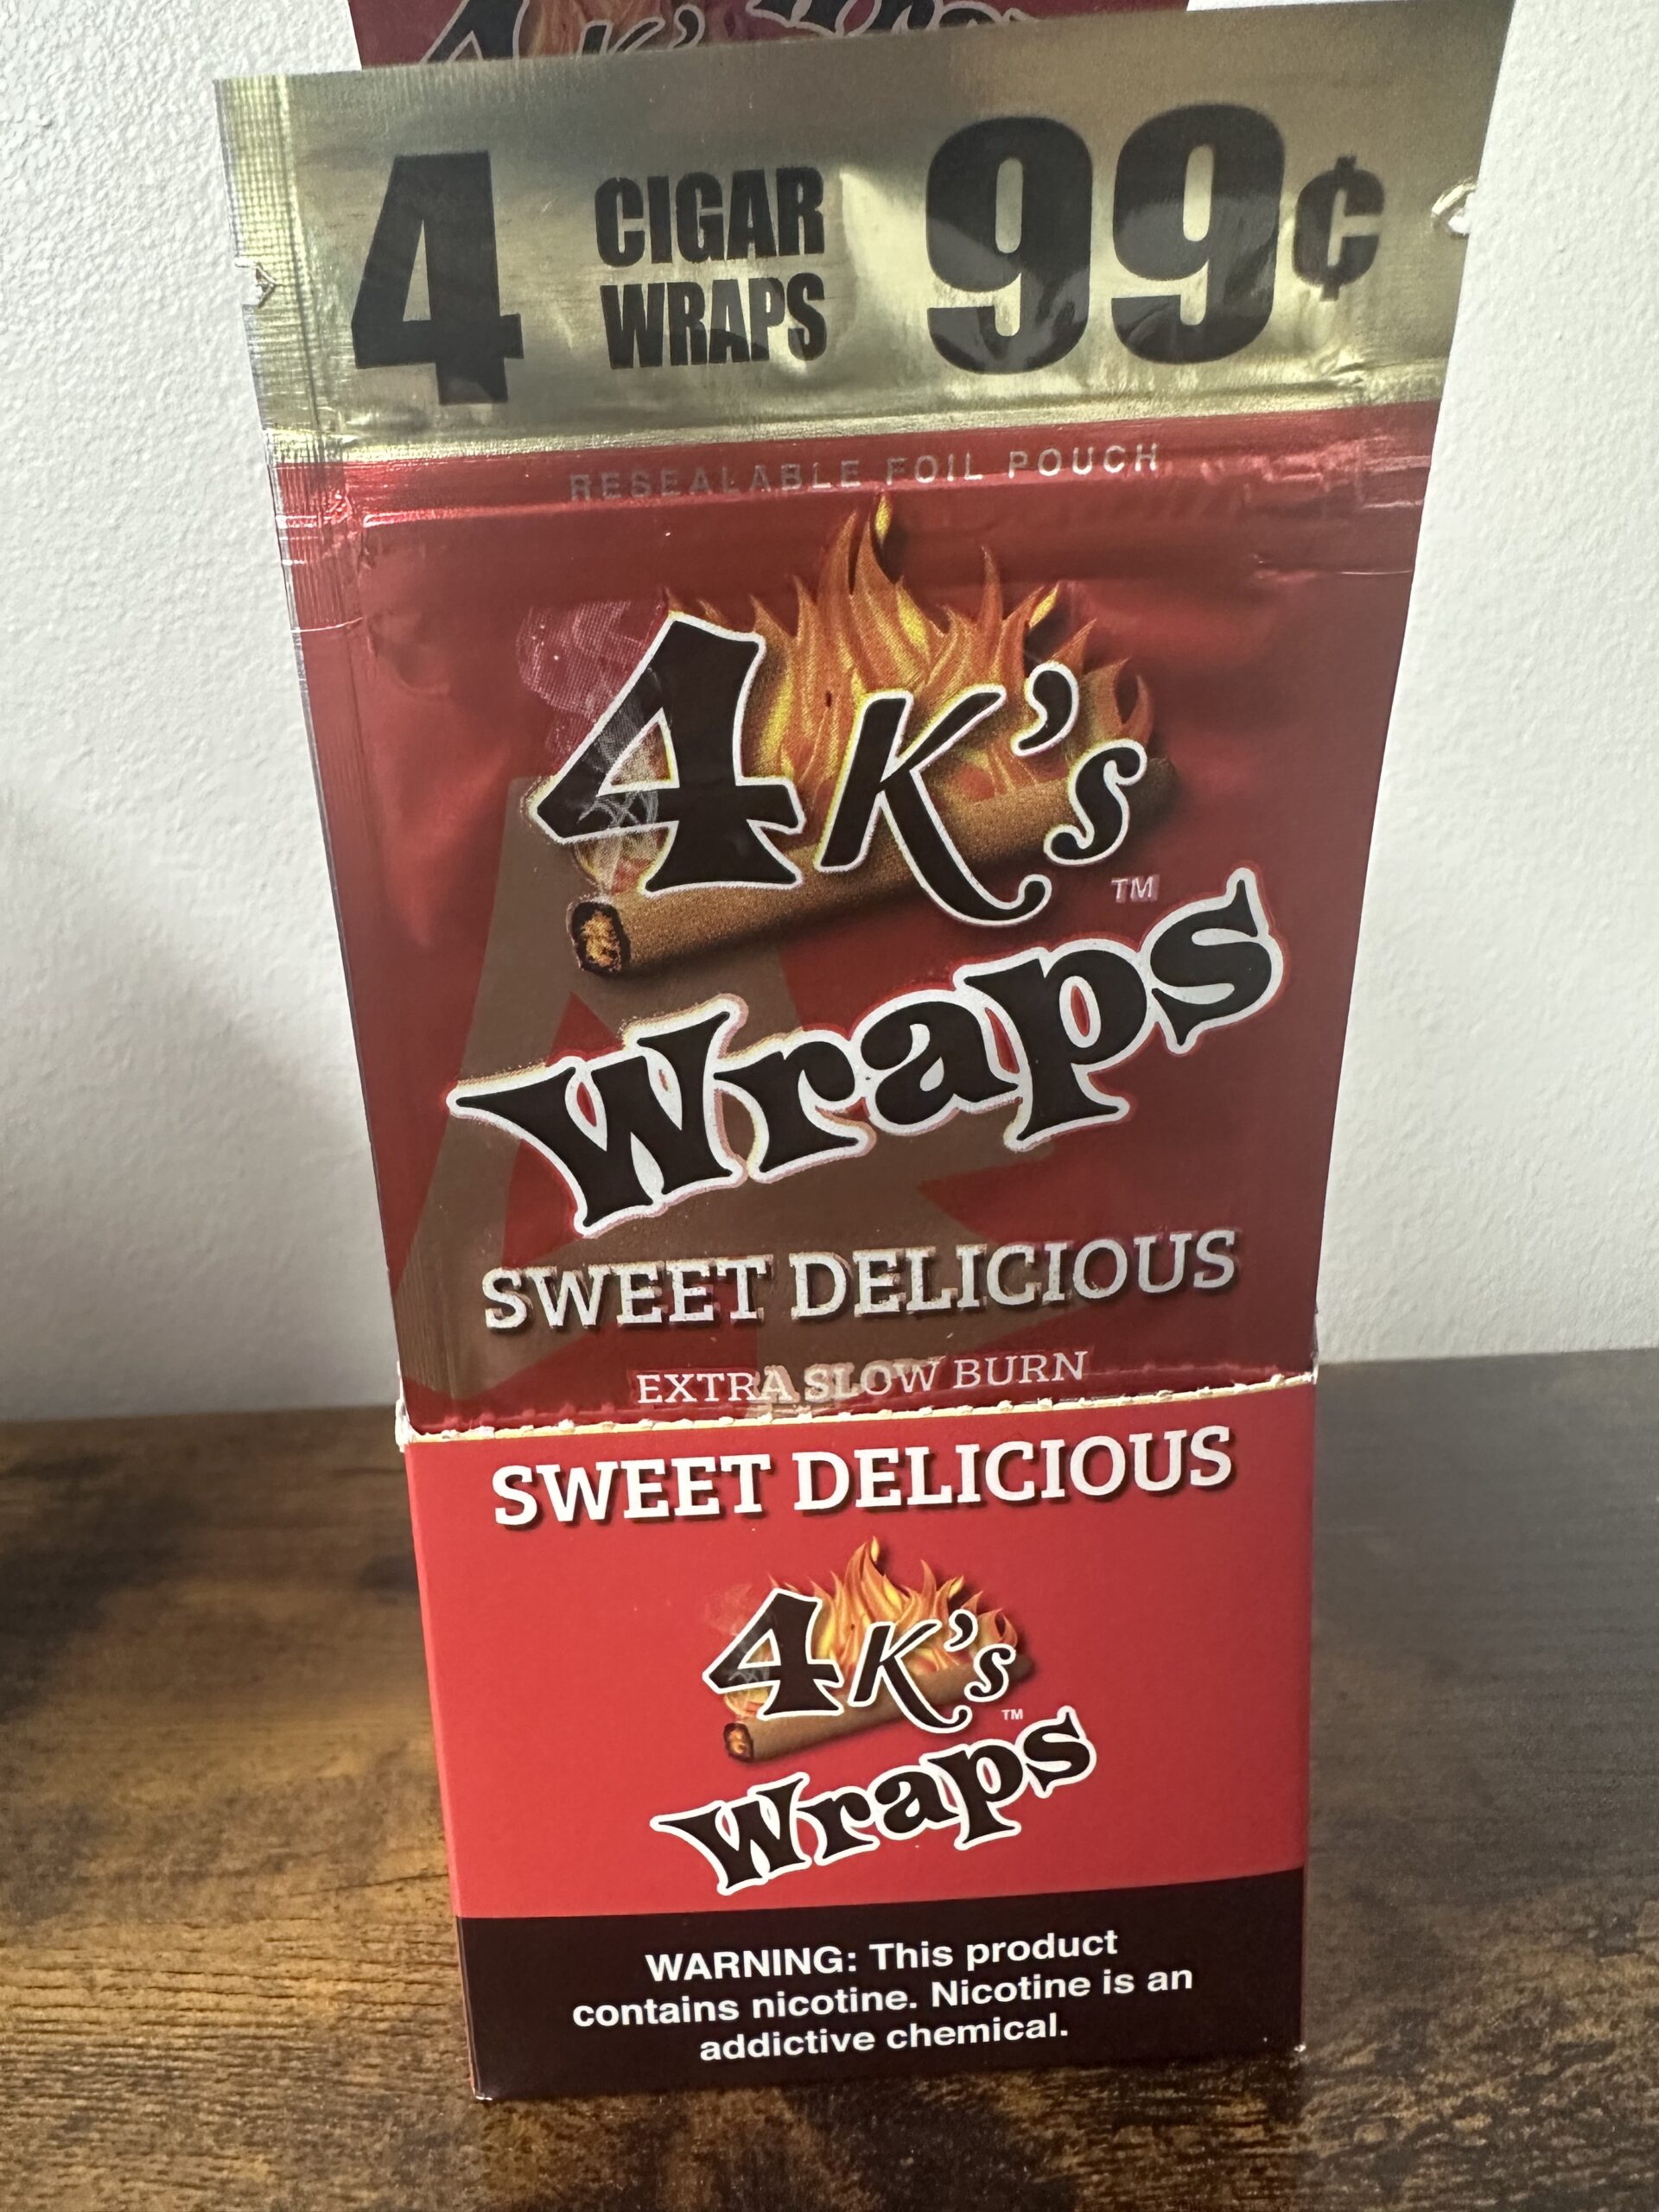 4 CIGAR WRAPS 99¢
RESEALABLE FOIL POUCH
4K's
TM
Wraps
SWEET DELICIOUS
EXTRA SLOW BURN
SWEET DELICIOUS
4K's
TM
Wraps
WARNING: This product
contains nicotine. Nicotine is an
addictive chemical.